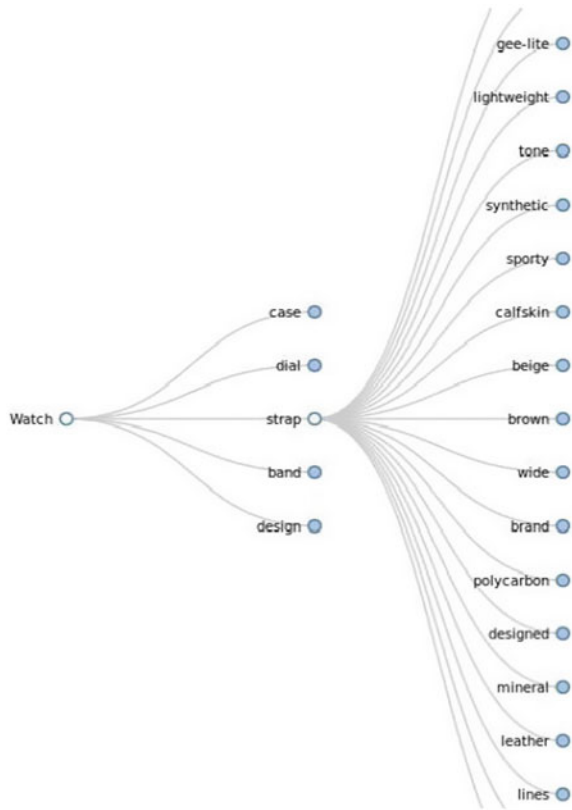 Watch
case
dial
strap
band
design
gee-lite
lightweight
tone
synthetic
sporty
calfskin
beige
brown
wide
brand
polycarbon
designed
mineral
leather
lines